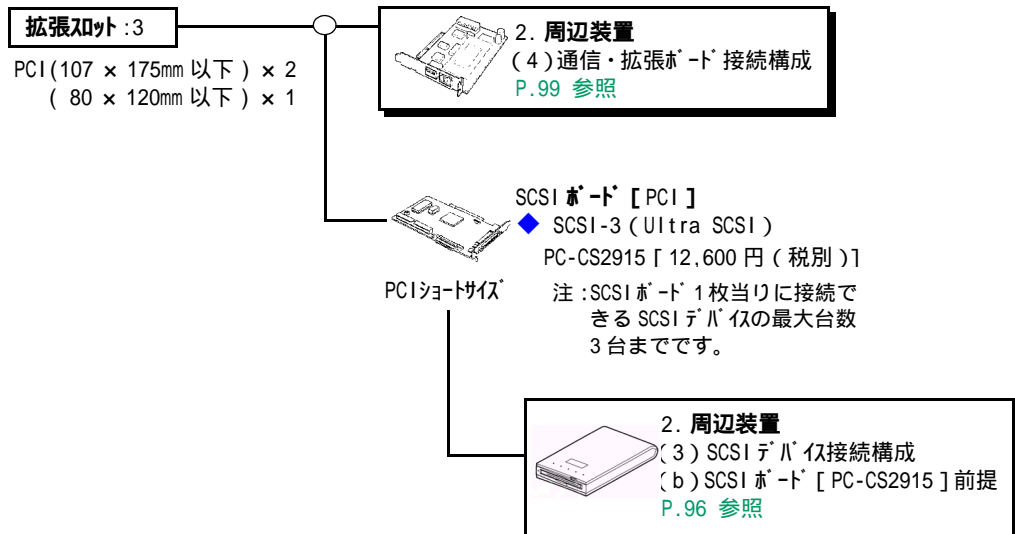 拡張ｽﾛｯﾄ :3
PCI(107 × 175mm 以下 ) × 2
( 80 × 120mm 以下 ) × 1
2. 周辺装置
(4)通信・拡張ﾎﾞｰﾄﾞ接続構成
P.99 参照
SCSI ﾎﾞｰﾄﾞ [ PCI ]
◆ SCSI-3 ( Ultra SCSI )
PC-CS2915 [ 12,600 円 ( 税別 )]
PCIｼｮｰﾄｻｲｽﾞ
注 :SCSI ﾎﾞｰﾄﾞ 1 枚当りに接続で
きる SCSI ﾃﾞﾊﾞｲｽの最大台数
3 台までです。
2. 周辺装置
(3) SCSI ﾃﾞﾊﾞｲｽ接続構成
(b) SCSI ﾎﾞｰﾄﾞ [ PC-CS2915 ] 前提
P.96 参照